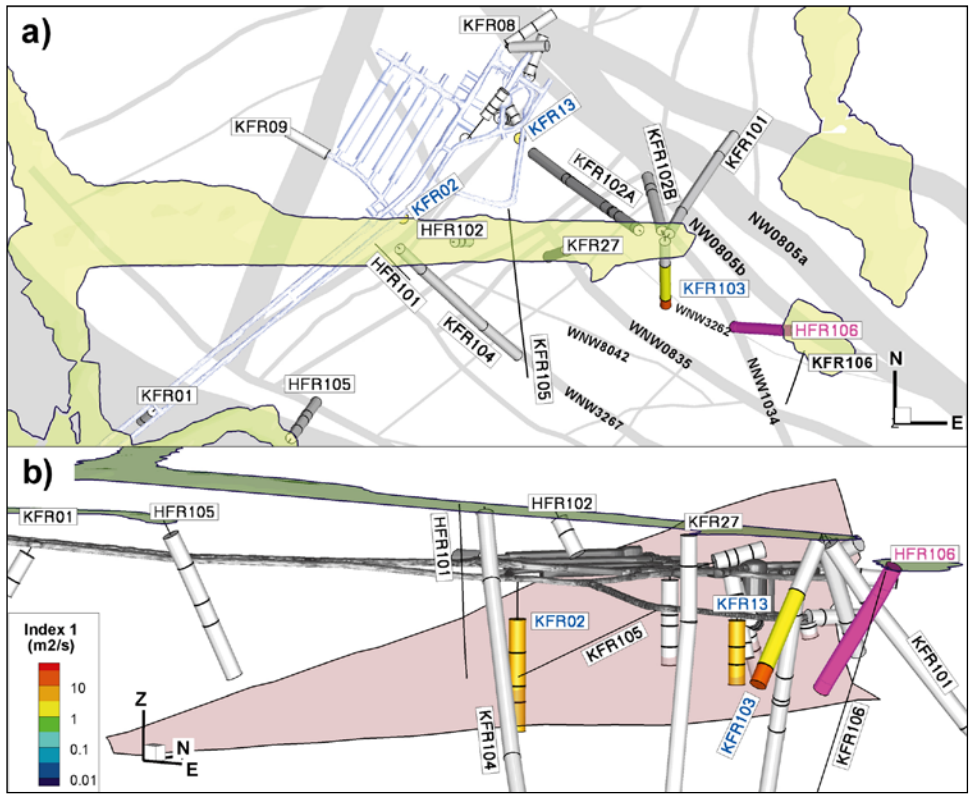 a)
KFR08
KFR09
KFR13
KFR101
KFR102B
KFR102A
KFR02
HFR102
KFR27
NW0805a
NW0805b
HFR101
KFR103
WNW3262
HFR106
KFR104
WNW8042
WNW0835
KFR106
KFR105
NNW1034
N
HFR105
KFR01
WNW3267
E
z
b)
HFR102
KFR01
HFR105
KFR27
HFR101
HFR106
KFR02
KFR13
Index 1
(m2/s)
KFR105
KFR101
10
1
0.1
0.01
Z
N
E
KFR104
KFR103
KFR106